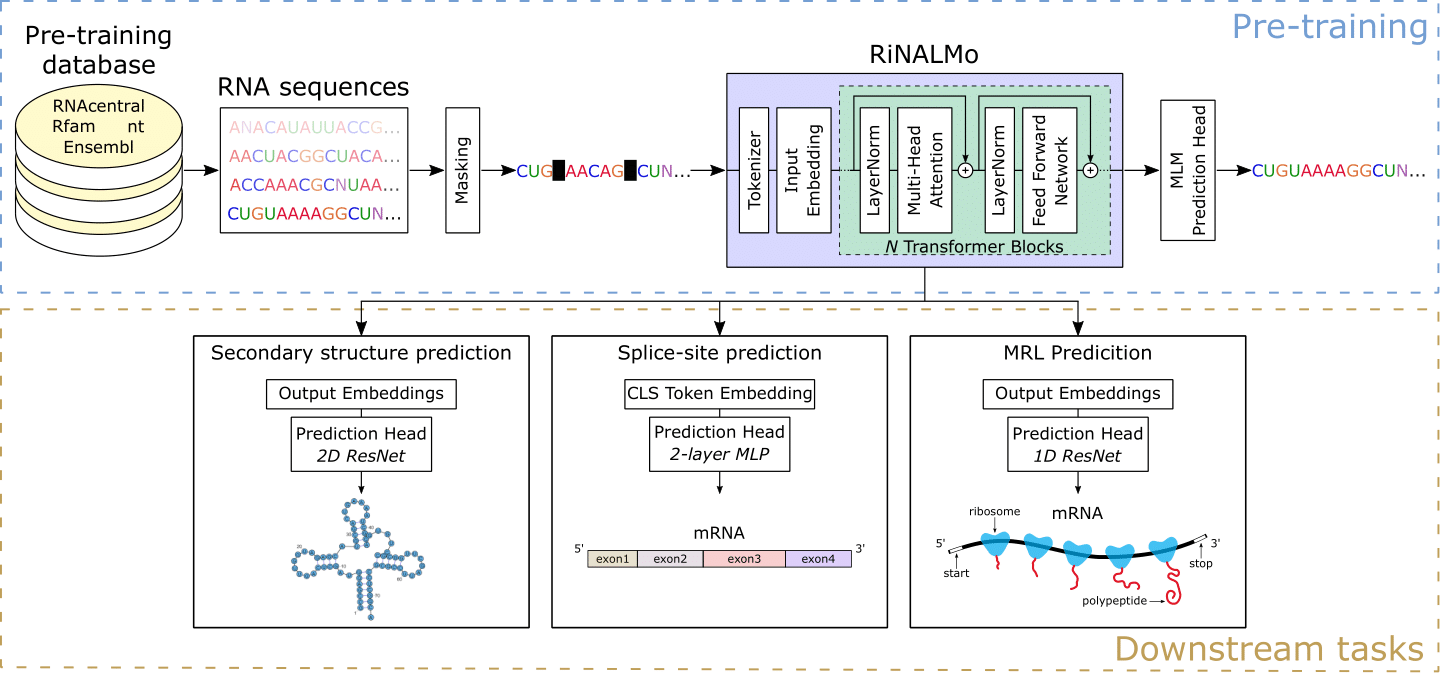 Pre-training
Pre-training
database
RNAcentral
Rfam nt
Ensembl
RNA sequences
ANACAUAUUACCG...
AACUACGGCUACA...
ACCAAACGCNUAA...
CUGUAAAAGGCUN...
Masking
CUG AACAG CUN...
RiNALMo
Tokenizer
Input
Embedding
LayerNorm
Multi-Head
Attention
+
LayerNorm
Feed Forward
Network
+
N Transformer Blocks
MLM
Prediction Head
CUGUAAAAGGCUN...
Secondary structure prediction
Output Embeddings
Prediction Head
2D ResNet
Splice-site prediction
CLS Token Embedding
Prediction Head
2-layer MLP
mRNA
5'
exon1
exon2
exon3
exon4
3'
MRL Predicition
Output Embeddings
Prediction Head
1D ResNet
ribosome
mRNA
5'
3'
start
stop
polypeptide
Downstream tasks